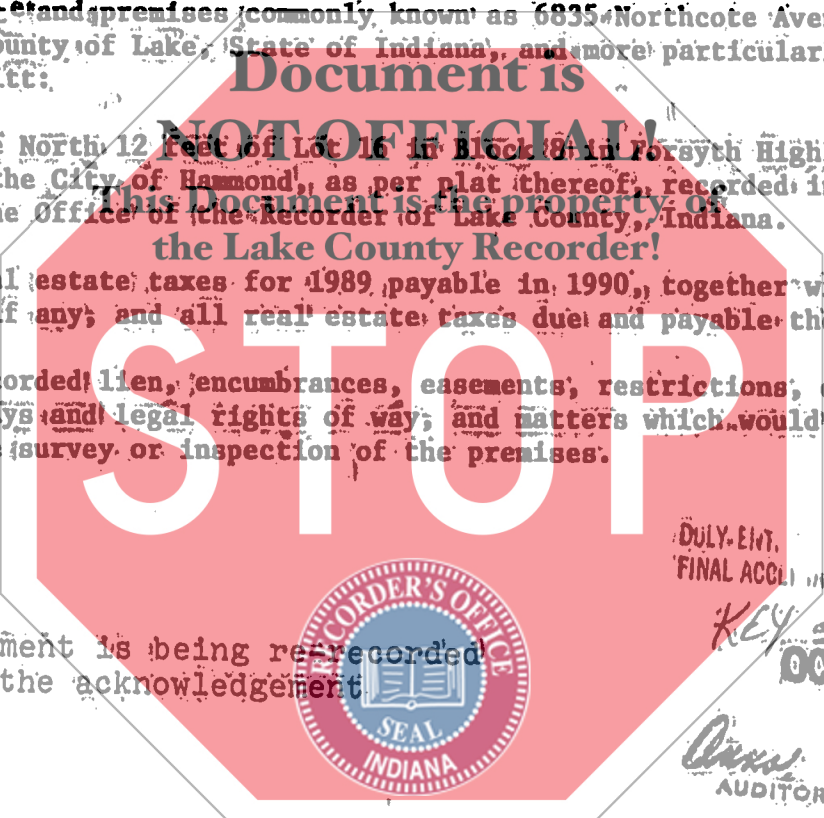 and premises commonly known as 6835 Northcote Ave
ounty of Lake, State of Indiana, and more particular
tt:
Document is
North 12 feet of Lot 16 in Block 8 in Forsyth High
NOT OFFICIAL!
the City of Hammond, as per plat thereof, recorded i
This Document is the property of
e Office of the Recorder of Lake County, Indiana.
the Lake County Recorder!
l estate taxes for 1989 payable in 1990, together w
f any; and all real estate taxes due and payable th
orded lien, encumbrances, easements, restrictions,
ys and legal rights of way; and matters which would
survey or inspection of the premises.
STOP
DULY ENT.
FINAL ACC
KEY
00
ment is being re-recorded
the acknowledgement
RECORDER'S OFFICE
SEAL
INDIANA
AUDITOR